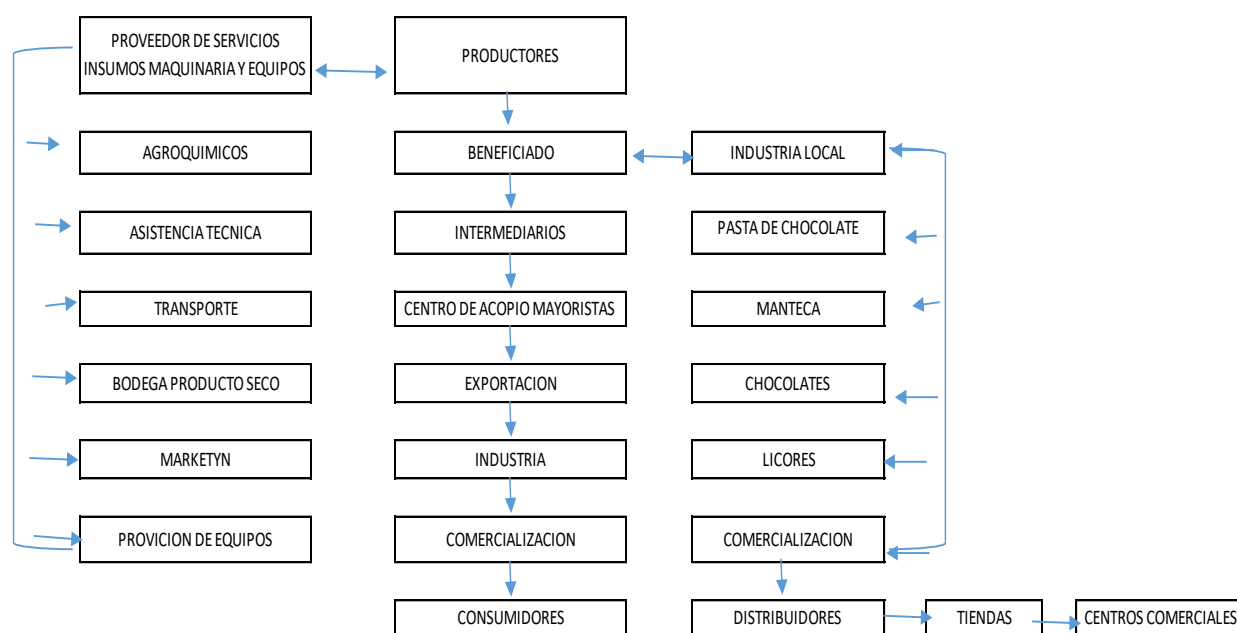 PROVEEDOR DE SERVICIOS
INSUMOS MAQUINARIA Y EQUIPOS
PRODUCTORES
AGROQUIMICOS
BENEFICIADO
INDUSTRIA LOCAL
ASISTENCIA TECNICA
INTERMEDIARIOS
PASTA DE CHOCOLATE
TRANSPORTE
CENTRO DE ACOPIO MAYORISTAS
MANTECA
BODEGA PRODUCTO SECO
EXPORTACION
CHOCOLATES
MARKETYN
INDUSTRIA
LICORES
PROVICION DE EQUIPOS
COMERCIALIZACION
COMERCIALIZACION
CONSUMIDORES
DISTRIBUIDORES
TIENDAS
CENTROS COMERCIALES